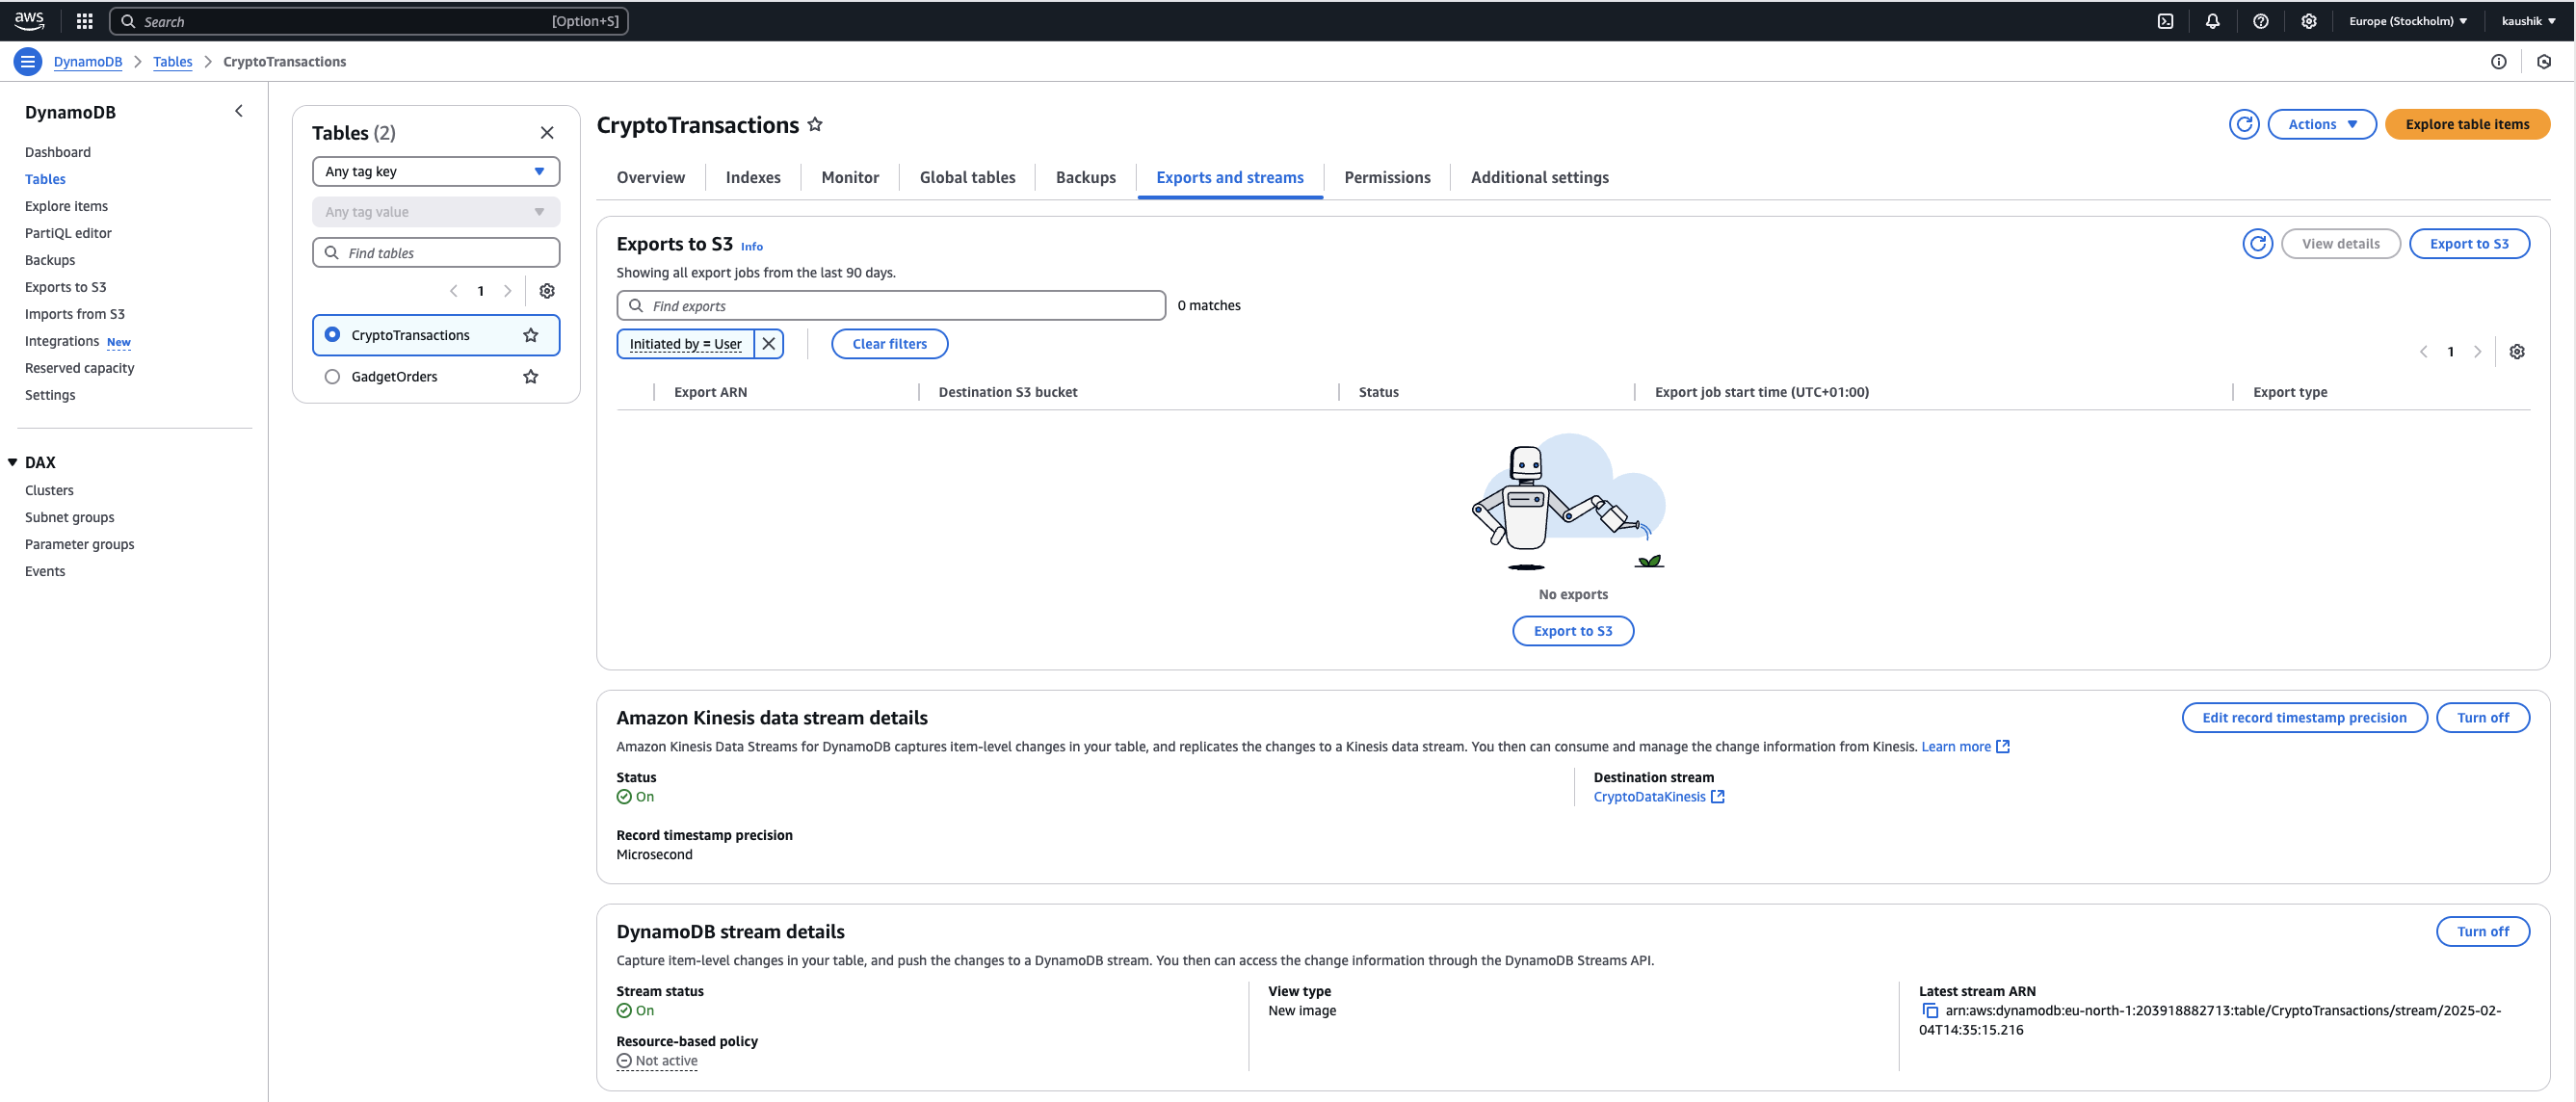 aws
Search
[Option+S]
Europe (Stockholm)
kaushik
DynamoDB
Tables
CryptoTransactions
DynamoDB
Dashboard
Tables
Explore items
PartiQL editor
Backups
Exports to S3
Imports from S3
Integrations New
Reserved capacity
Settings
DAX
Clusters
Subnet groups
Parameter groups
Events
Tables (2)
Any tag key
Any tag value
Find tables
1
CryptoTransactions
GadgetOrders
CryptoTransactions
Actions
Explore table items
Overview
Indexes
Monitor
Global tables
Backups
Exports and streams
Permissions
Additional settings
Exports to S3 Info
View details
Export to S3
Showing all export jobs from the last 90 days.
Find exports
0 matches
Initiated by = User
Clear filters
1
Export ARN
Destination S3 bucket
Status
Export job start time (UTC+01:00)
Export type
No exports
Export to S3
Amazon Kinesis data stream details
Edit record timestamp precision
Turn off
Amazon Kinesis Data Streams for DynamoDB captures item-level changes in your table, and replicates the changes to a Kinesis data stream. You then can consume and manage the change information from Kinesis. Learn more
Status
On
Destination stream
CryptoDataKinesis
Record timestamp precision
Microsecond
DynamoDB stream details
Turn off
Capture item-level changes in your table, and push the changes to a DynamoDB stream. You then can access the change information through the DynamoDB Streams API.
Stream status
On
View type
New image
Latest stream ARN
arn:aws:dynamodb:eu-north-1:203918882713:table/CryptoTransactions/stream/2025-02-
04T14:35:15.216
Resource-based policy
Not active